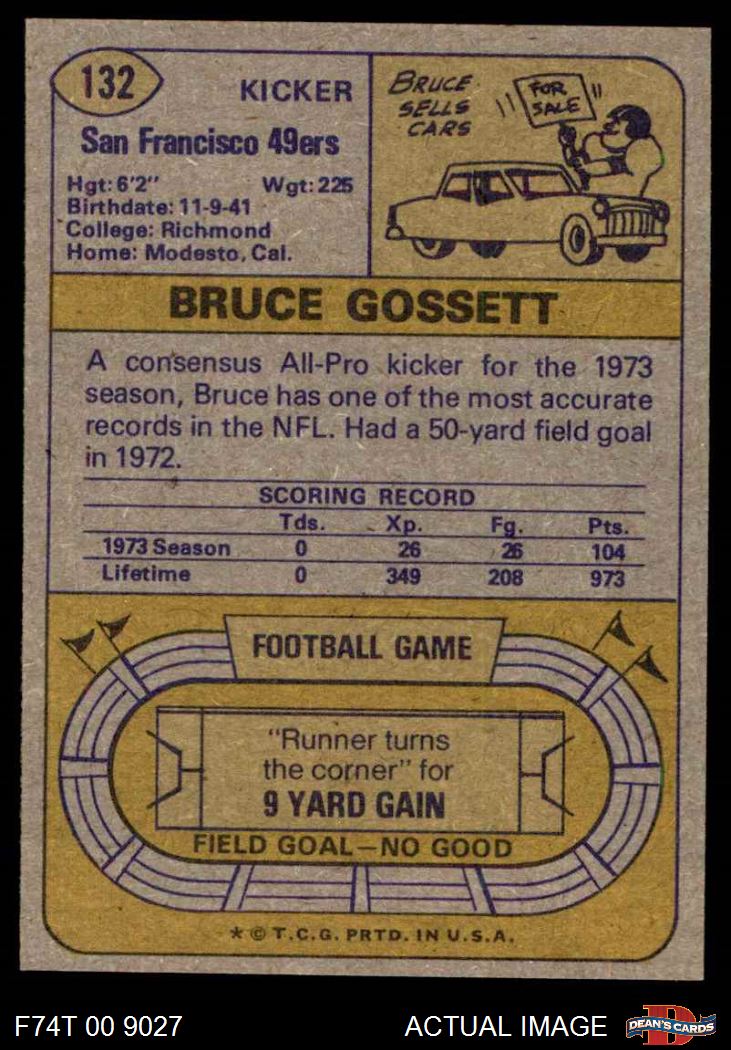 132
KICKER
San Francisco 49ers
Hgt: 6'2" Wgt: 225
Birthdate: 11-9-41
College: Richmond
Home: Modesto, Cal.
BRUCE
SELLS
CARS
FOR
SALE
BRUCE GOSSETT
A consensus All-Pro kicker for the 1973
season, Bruce has one of the most accurate
records in the NFL. Had a 50-yard field goal
in 1972.
SCORING RECORD
Tds. Xp. Fg. Pts.
1973 Season 0 26 26 104
Lifetime 0 349 208 973
FOOTBALL GAME
"Runner turns
the corner" for
9 YARD GAIN
FIELD GOAL—NO GOOD
* © T.C.G. PRTD. IN U.S.A.
F74T 00 9027
ACTUAL IMAGE
D
DEAN'S CARDS